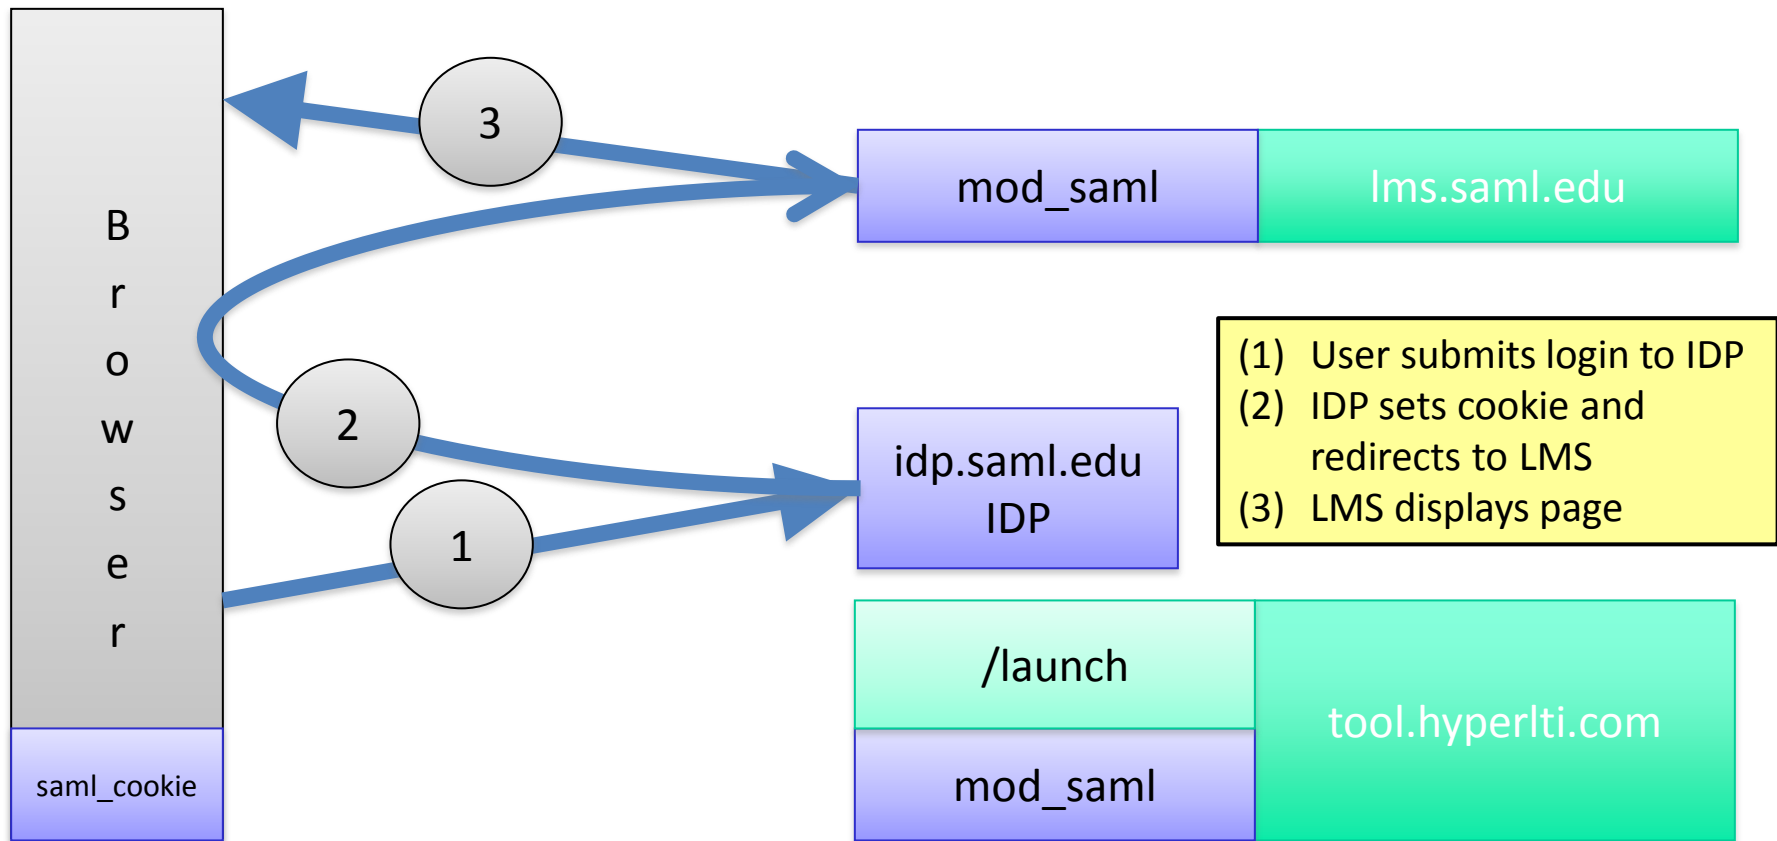 Browser
saml_cookie
3
2
1
mod_saml
lms.saml.edu
idp.saml.edu
IDP
(1) User submits login to IDP
(2) IDP sets cookie and
redirects to LMS
(3) LMS displays page
/launch
mod_saml
tool.hyperlti.com